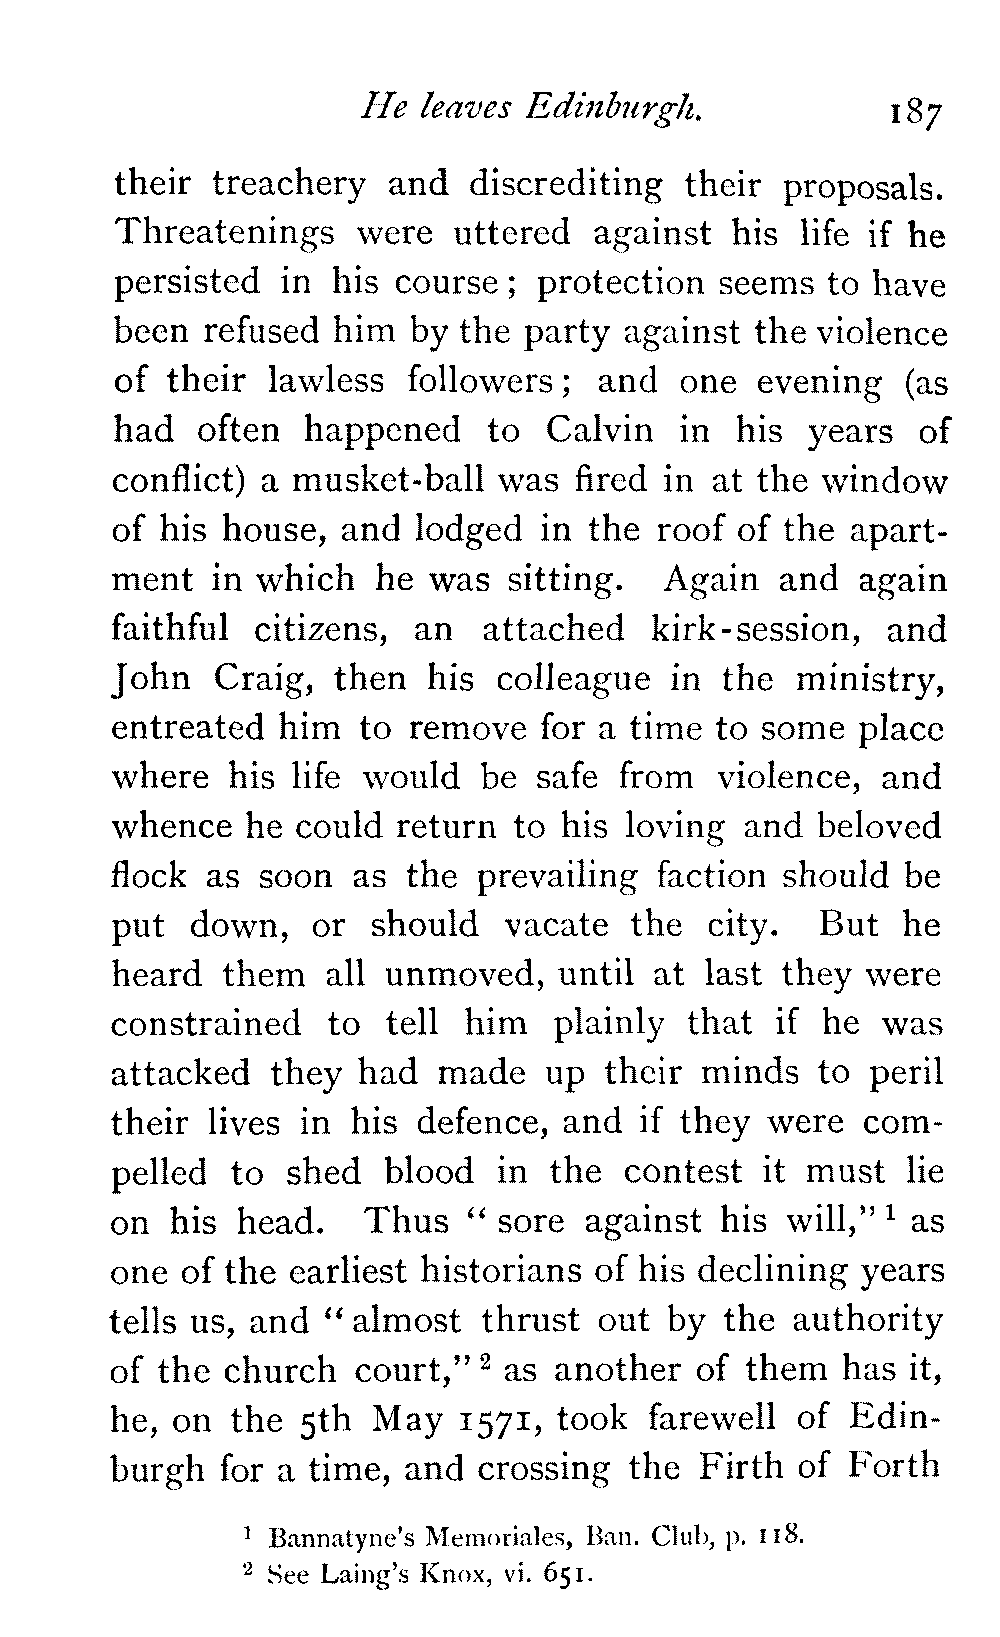 He leaves Edinburgh. 187
their treachery and discrediting their proposals.
Threatenings were uttered against his life if he
persisted in his course ; protection seems to have
been refused him by the party against the violence
of their lawless followers ; and one evening (as
had often happened to Calvin in his years of
conflict) a musket-ball was fired in at the window
of his house, and lodged in the roof of the apart-
ment in which he was sitting. Again and again
faithful citizens, an attached kirk-session, and
John Craig, then his colleague in the ministry,
entreated him to remove for a time to some place
where his life would be safe from violence, and
whence he could return to his loving and beloved
flock as soon as the prevailing faction should be
put down, or should vacate the city. But he
heard them all unmoved, until at last they were
constrained to tell him plainly that if he was
attacked they had made up their minds to peril
their lives in his defence, and if they were com-
pelled to shed blood in the contest it must lie
on his head. Thus “ sore against his will,” ¹ as
one of the earliest historians of his declining years
tells us, and “ almost thrust out by the authority
of the church court,” ² as another of them has it,
he, on the 5th May 1571, took farewell of Edin-
burgh for a time, and crossing the Firth of Forth
¹ Bannatyne's Memoriales, Ban. Club, p. 118.
² See Laing's Knox, vi. 651.